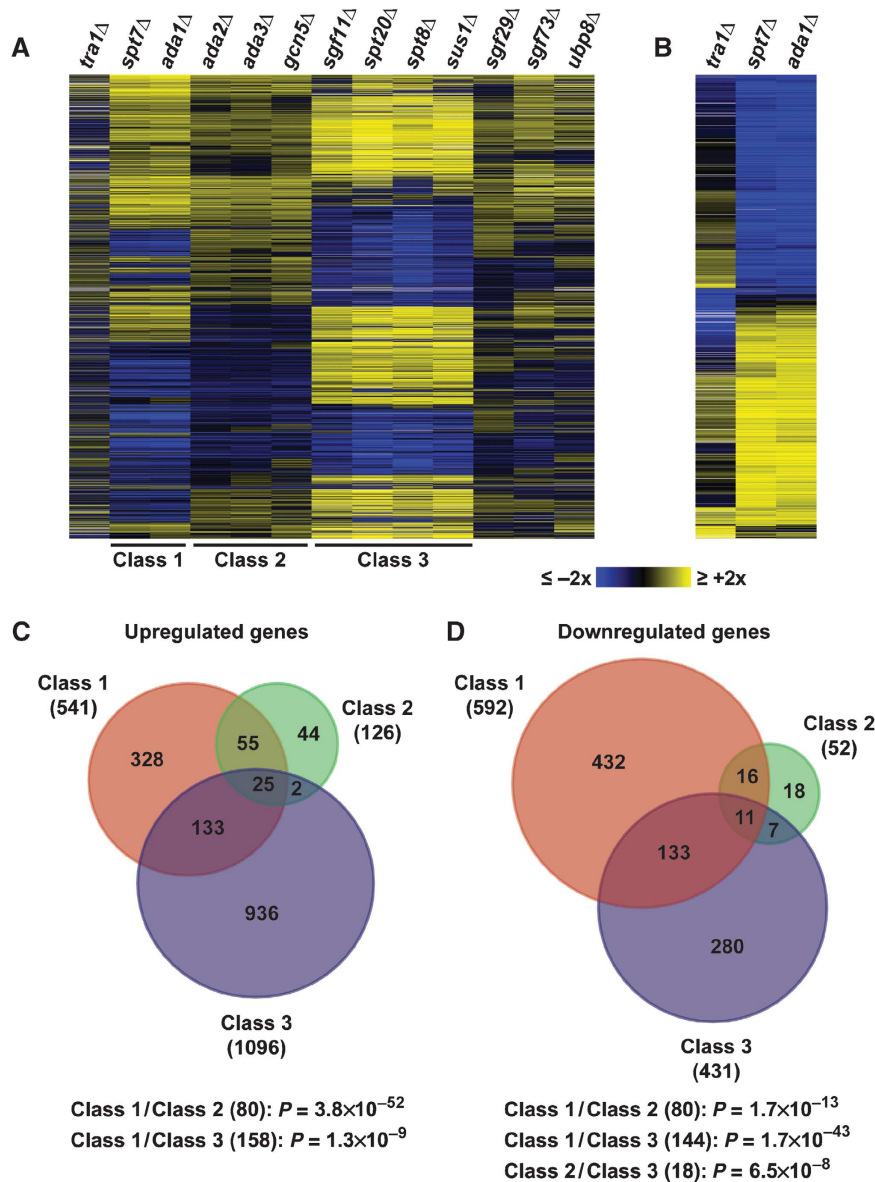 A
tra1Δ spt7Δ ada1Δ ada2Δ ada3Δ gcn5Δ sgf11Δ spt20Δ spt8Δ sus1Δ sgf29Δ sgf73Δ ubp8Δ
B
tra1Δ spt7Δ ada1Δ
Class 1 Class 2 Class 3
≤ −2x ≥ +2x
C Upregulated genes
Class 1
(541)
Class 2
(126)
328
55
44
25
2
133
936
Class 3
(1096)
Class 1/Class 2 (80): P = 3.8×10⁻⁵²
Class 1/Class 3 (158): P = 1.3×10⁻⁹
D Downregulated genes
Class 1
(592)
Class 2
(52)
432
16
18
11
7
133
280
Class 3
(431)
Class 1/Class 2 (80): P = 1.7×10⁻¹³
Class 1/Class 3 (144): P = 1.7×10⁻⁴³
Class 2/Class 3 (18): P = 6.5×10⁻⁸